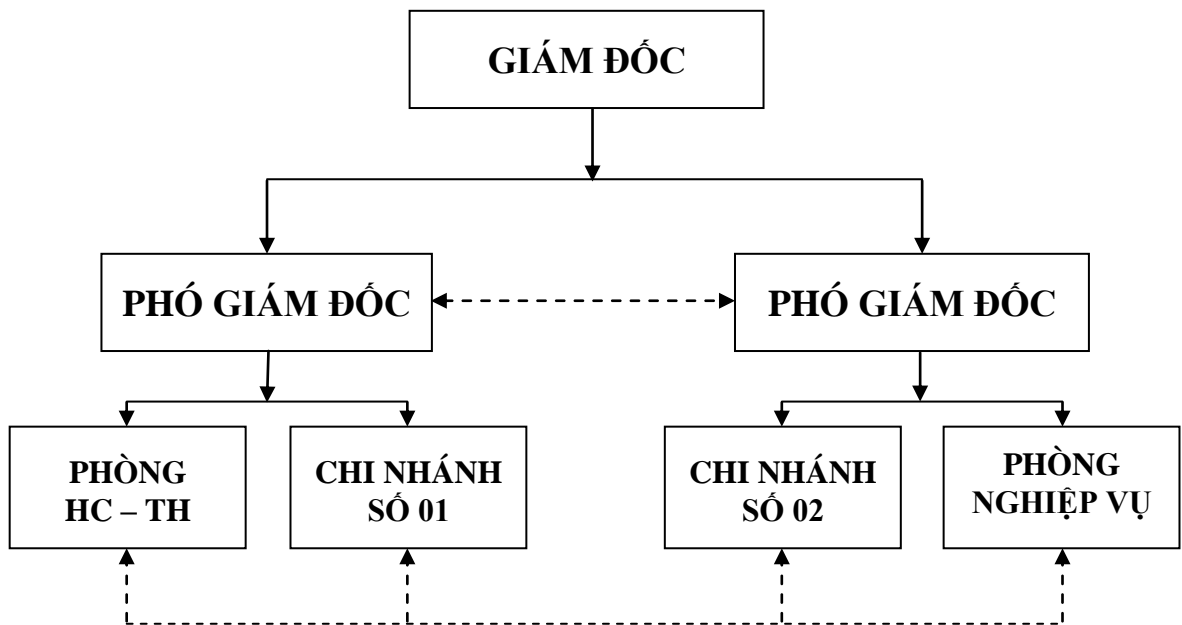 GIÁM ĐỐC
PHÓ GIÁM ĐỐC
PHÓ GIÁM ĐỐC
PHÒNG
HC – TH
CHI NHÁNH
SỐ 01
CHI NHÁNH
SỐ 02
PHÒNG
NGHIỆP VỤ